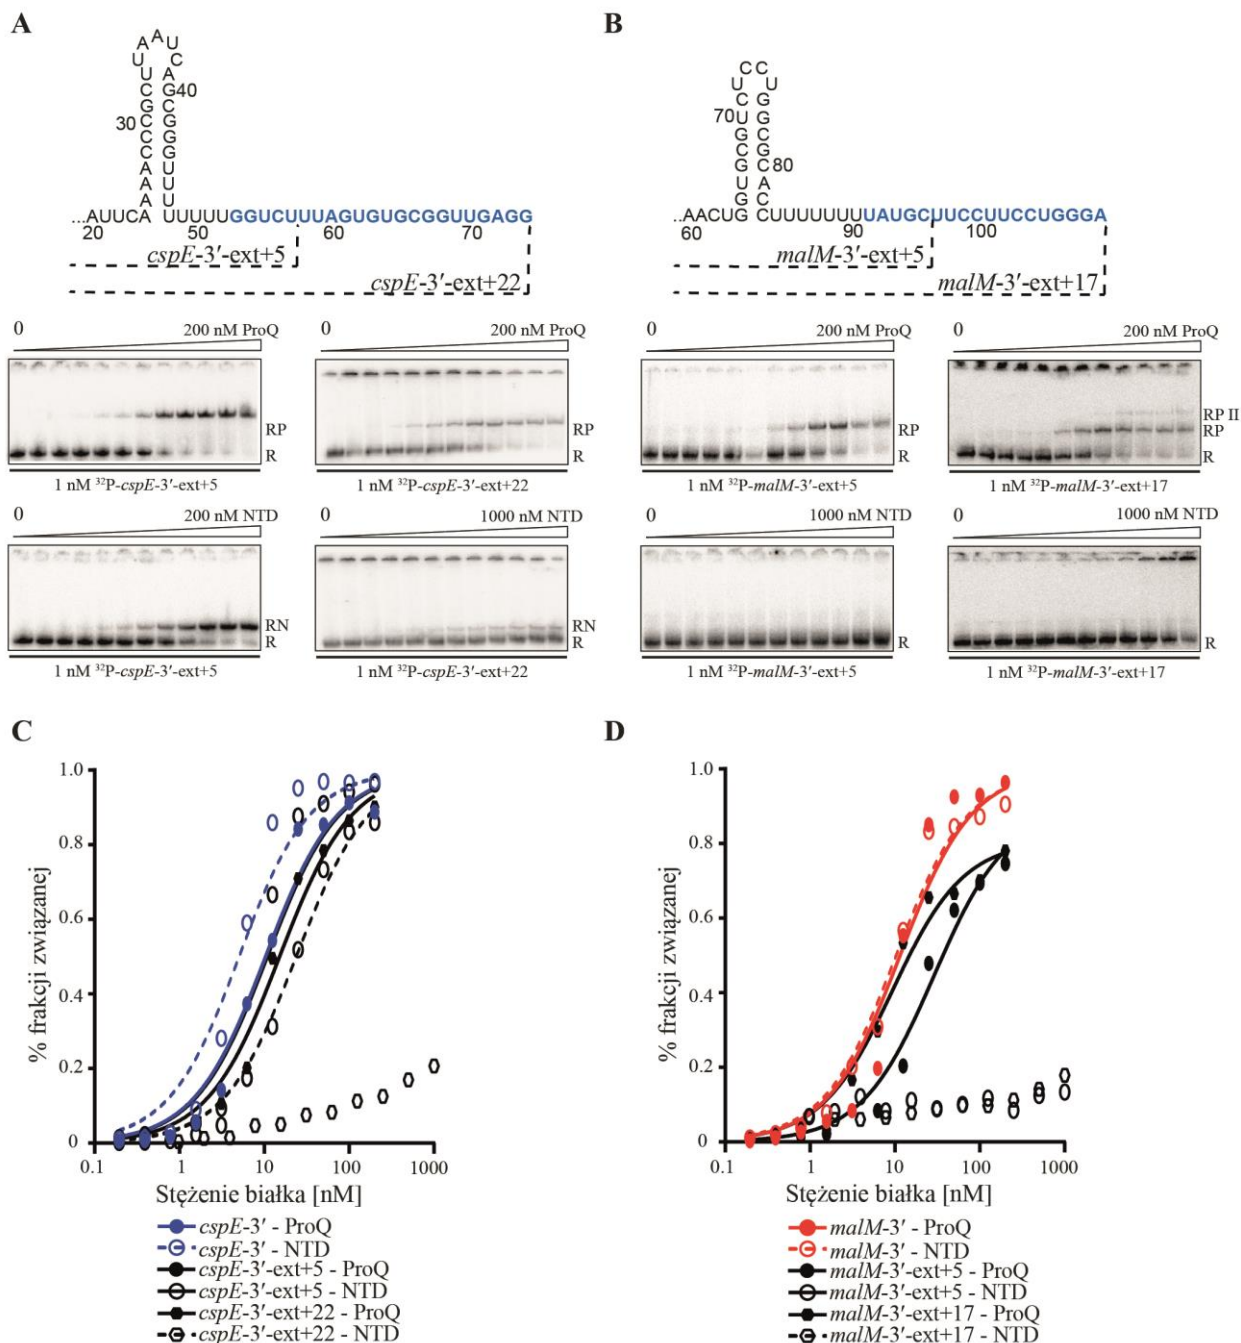 A
B
A A
U U
U C
U A
C G 40
G C
30 C G
C G
C G
A U
A U
A U
...AUUCA UUUUUGGUCUUUAGUGUGCGGUUGAGG
20 50 60 70
cspE-3′-ext+5
cspE-3′-ext+22
C C
U U
C G
70 U G
G C
C G
G C 80
U A
..AACUG CUUUUUUUUAUGCUUCCUUCCUGGGA
60 90 100
malM-3′-ext+5
malM-3′-ext+17
0 200 nM ProQ
RP
R
1 nM ³²P-cspE-3′-ext+5
0 200 nM ProQ
RP
R
1 nM ³²P-cspE-3′-ext+22
0 200 nM ProQ
RP
R
1 nM ³²P-malM-3′-ext+5
0 200 nM ProQ
RP II
RP
R
1 nM ³²P-malM-3′-ext+17
0 200 nM NTD
RN
R
1 nM ³²P-cspE-3′-ext+5
0 1000 nM NTD
RN
R
1 nM ³²P-cspE-3′-ext+22
0 1000 nM NTD
R
1 nM ³²P-malM-3′-ext+5
0 1000 nM NTD
R
1 nM ³²P-malM-3′-ext+17
C
% frakcji związanej
1.0
0.8
0.6
0.4
0.2
0
0.1 1 10 100 1000
Stężenie białka [nM]
cspE-3′ - ProQ
cspE-3′ - NTD
cspE-3′-ext+5 - ProQ
cspE-3′-ext+5 - NTD
cspE-3′-ext+22 - ProQ
cspE-3′-ext+22 - NTD
D
% frakcji związanej
1.0
0.8
0.6
0.4
0.2
0
0.1 1 10 100 1000
Stężenie białka [nM]
malM-3′ - ProQ
malM-3′ - NTD
malM-3′-ext+5 - ProQ
malM-3′-ext+5 - NTD
malM-3′-ext+17 - ProQ
malM-3′-ext+17 - NTD